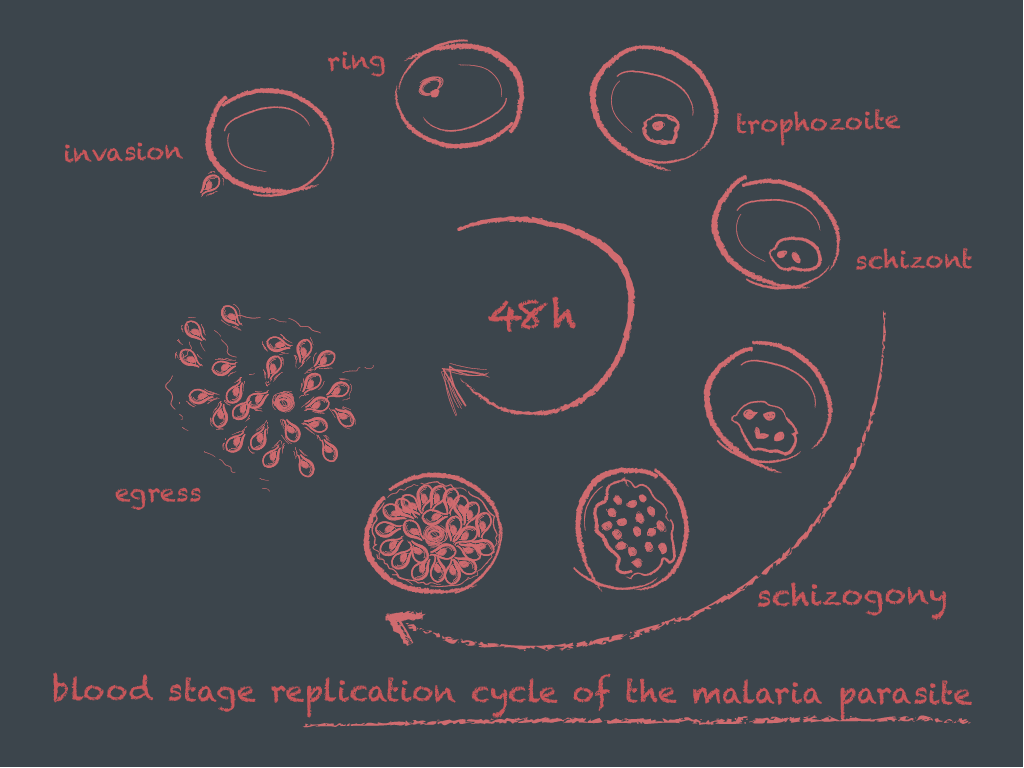 ring
invasion
trophozoite
schizont
48h
egress
schizogony
blood stage replication cycle of the malaria parasite